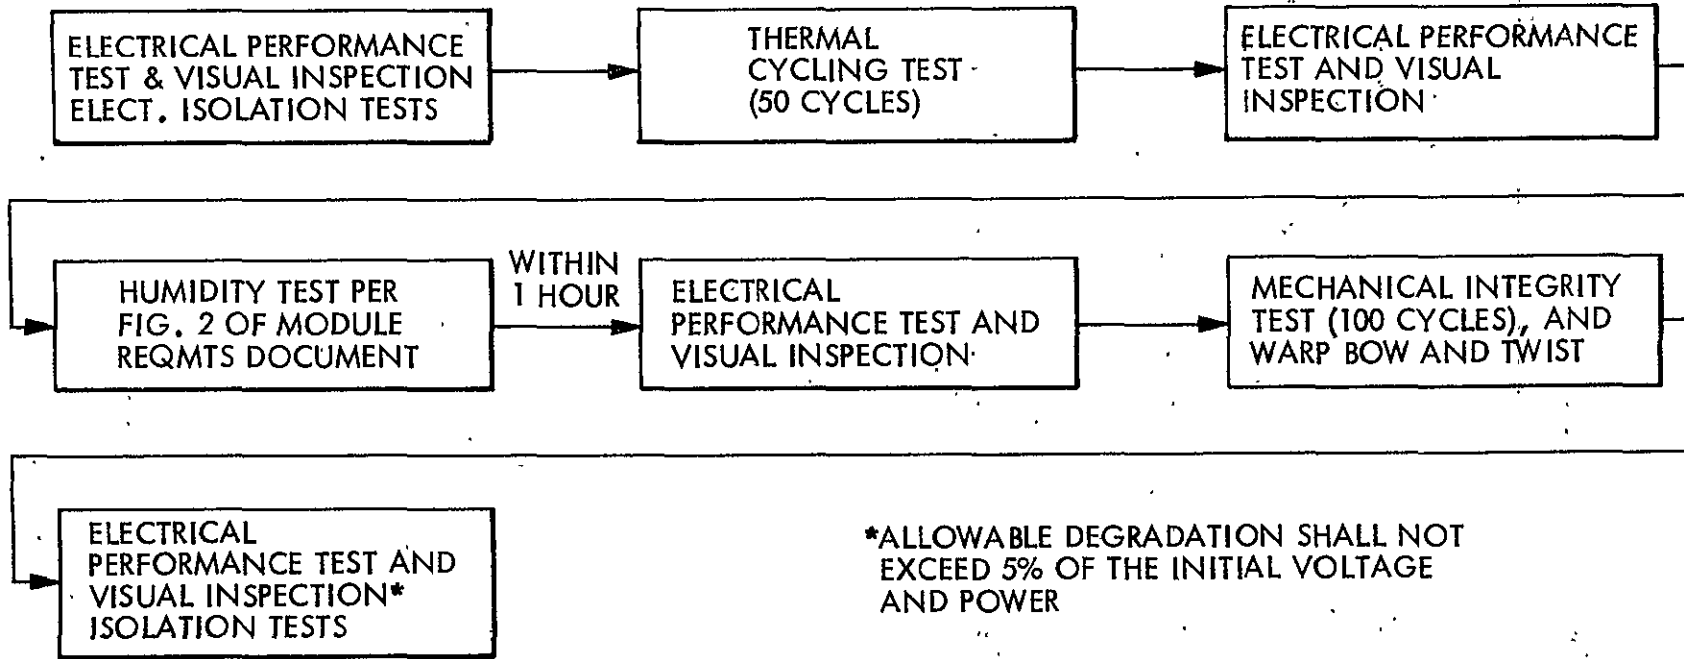 ELECTRICAL PERFORMANCE
TEST & VISUAL INSPECTION
ELECT. ISOLATION TESTS
THERMAL
CYCLING TEST
(50 CYCLES)
ELECTRICAL PERFORMANCE
TEST AND VISUAL
INSPECTION
HUMIDITY TEST PER
FIG. 2 OF MODULE
REQMTS DOCUMENT
WITHIN
1 HOUR
ELECTRICAL
PERFORMANCE TEST AND
VISUAL INSPECTION
MECHANICAL INTEGRITY
TEST (100 CYCLES), AND
WARP BOW AND TWIST
ELECTRICAL
PERFORMANCE TEST AND
VISUAL INSPECTION*
ISOLATION TESTS
*ALLOWABLE DEGRADATION SHALL NOT
EXCEED 5% OF THE INITIAL VOLTAGE
AND POWER